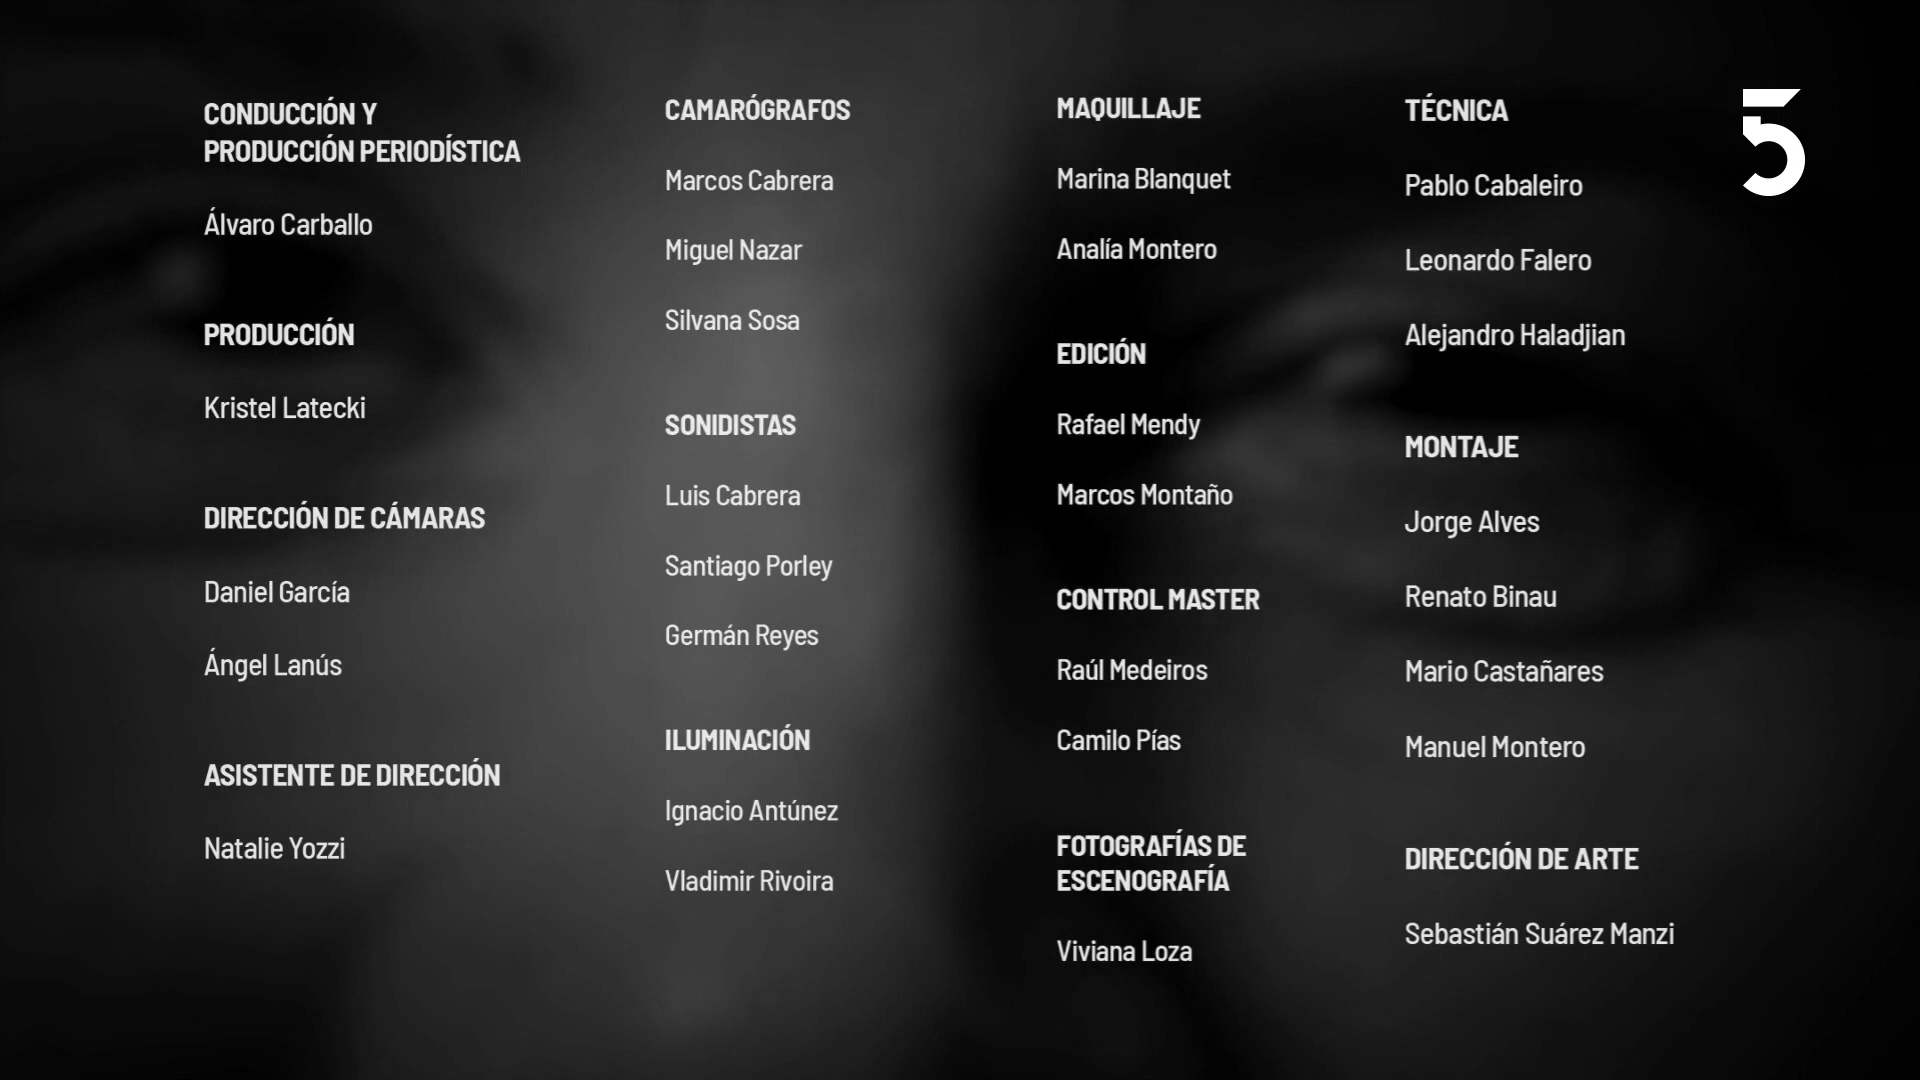 CONDUCCIÓN Y
PRODUCCIÓN PERIODÍSTICA
Álvaro Carballo
PRODUCCIÓN
Kristel Latecki
DIRECCIÓN DE CÁMARAS
Daniel García
Ángel Lanús
ASISTENTE DE DIRECCIÓN
Natalie Yozzi
CAMARÓGRAFOS
Marcos Cabrera
Miguel Nazar
Silvana Sosa
SONIDISTAS
Luis Cabrera
Santiago Porley
Germán Reyes
ILUMINACIÓN
Ignacio Antúnez
Vladimir Rivoira
MAQUILLAJE
Marina Blanquet
Analía Montero
EDICIÓN
Rafael Mendy
Marcos Montaño
CONTROL MASTER
Raúl Medeiros
Camilo Pías
FOTOGRAFÍAS DE
ESCENOGRAFÍA
Viviana Loza
TÉCNICA
Pablo Cabaleiro
Leonardo Falero
Alejandro Haladjian
MONTAJE
Jorge Alves
Renato Binau
Mario Castañares
Manuel Montero
DIRECCIÓN DE ARTE
Sebastián Suárez Manzi
5